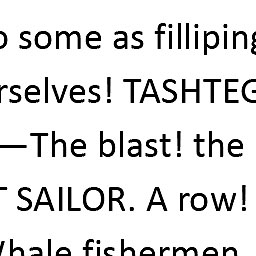 some as filliping
rselves! TASHTEG
—The blast! the
SAILOR. A row!
Whale fishermen